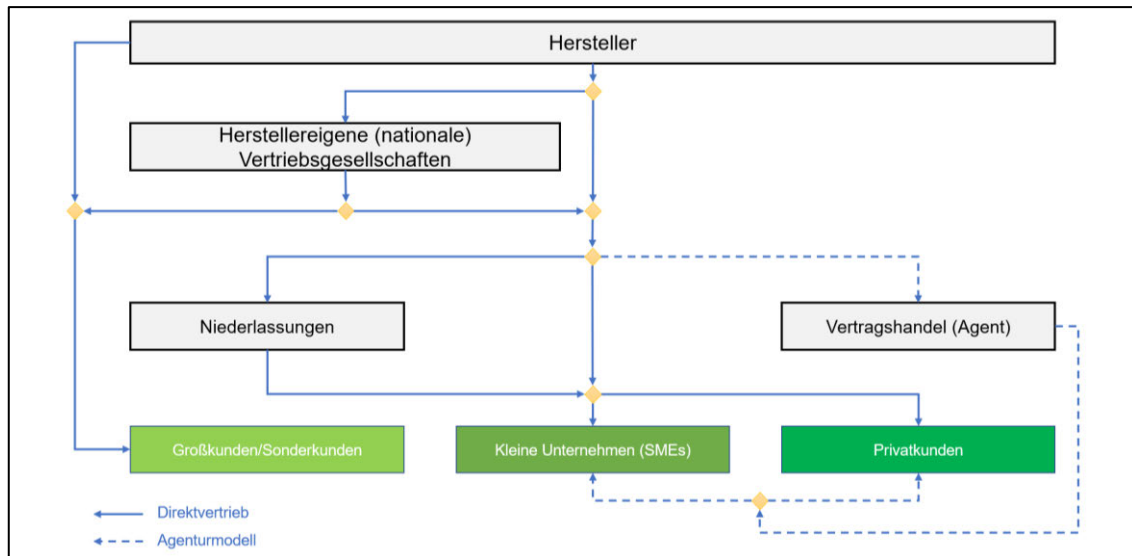 Hersteller
Herstellereigene (nationale)
Vertriebsgesellschaften
Niederlassungen
Vertragshandel (Agent)
Großkunden/Sonderkunden
Kleine Unternehmen (SMEs)
Privatkunden
Direktvertrieb
Agenturmodell